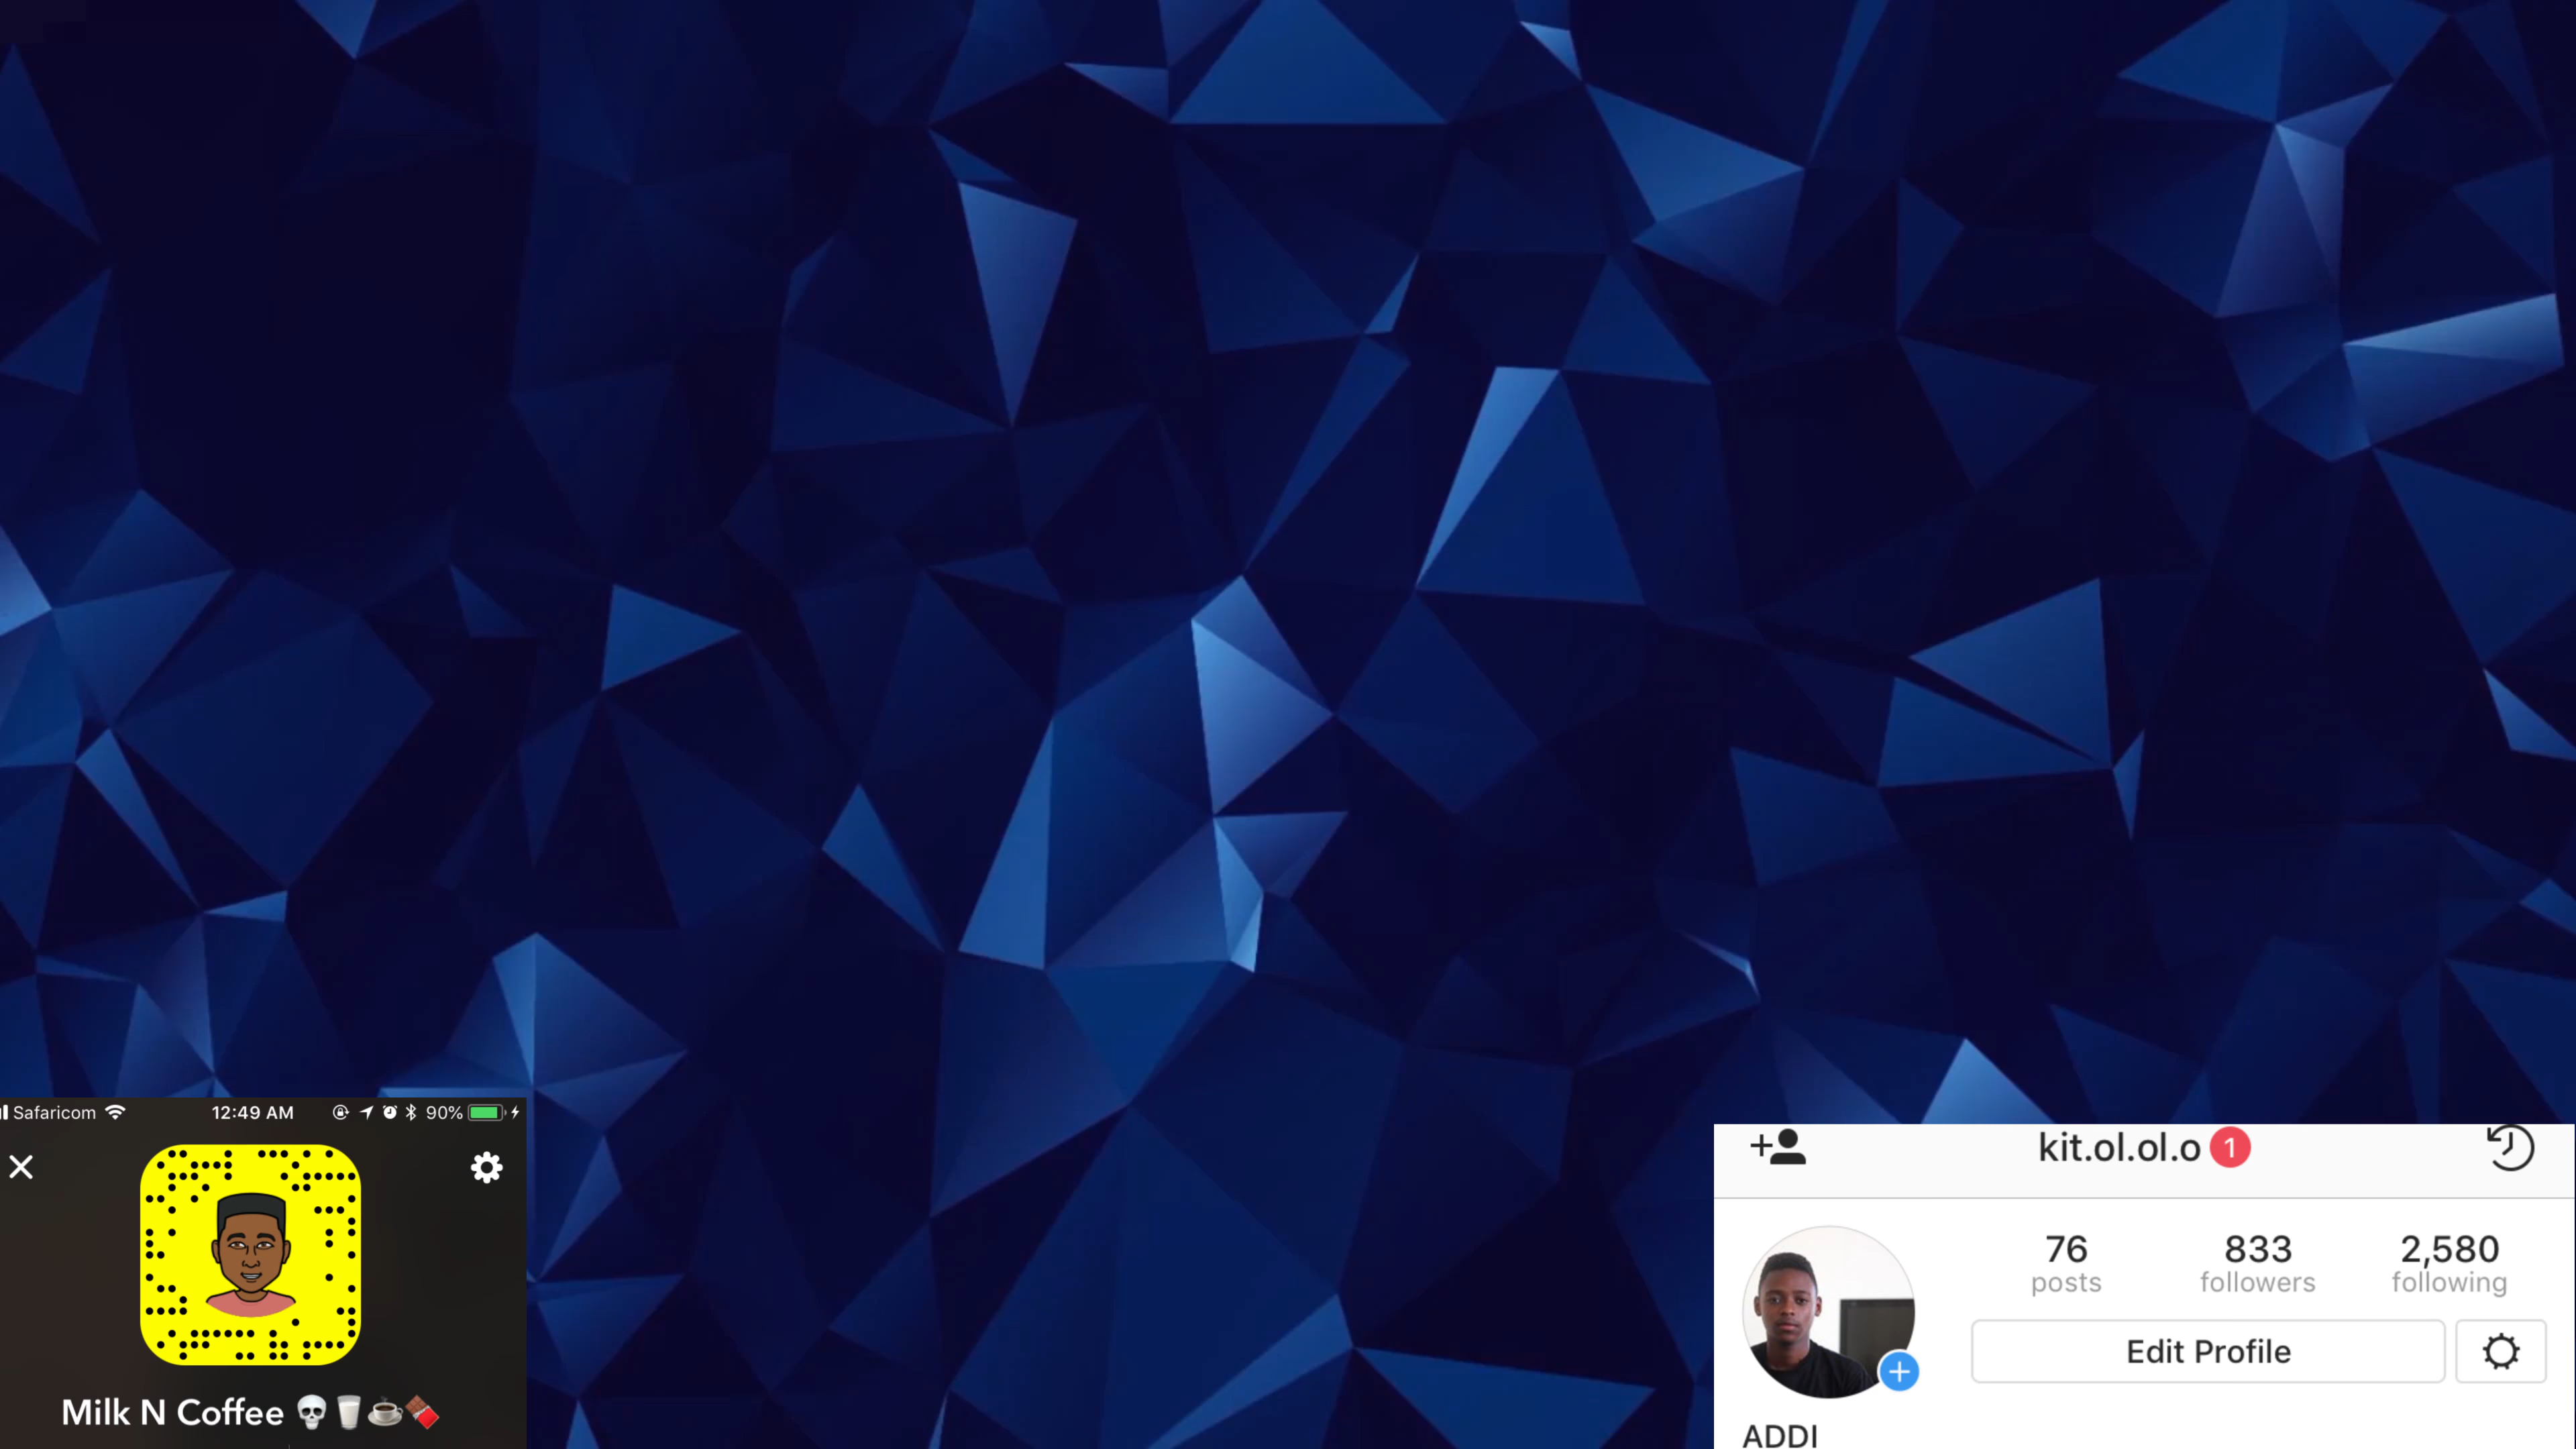 Safaricom 12:49 AM 90%
Milk N Coffee 💀🥛☕🍫
kit.ol.ol.o 1
76 833 2,580
posts followers following
Edit Profile
ADDI